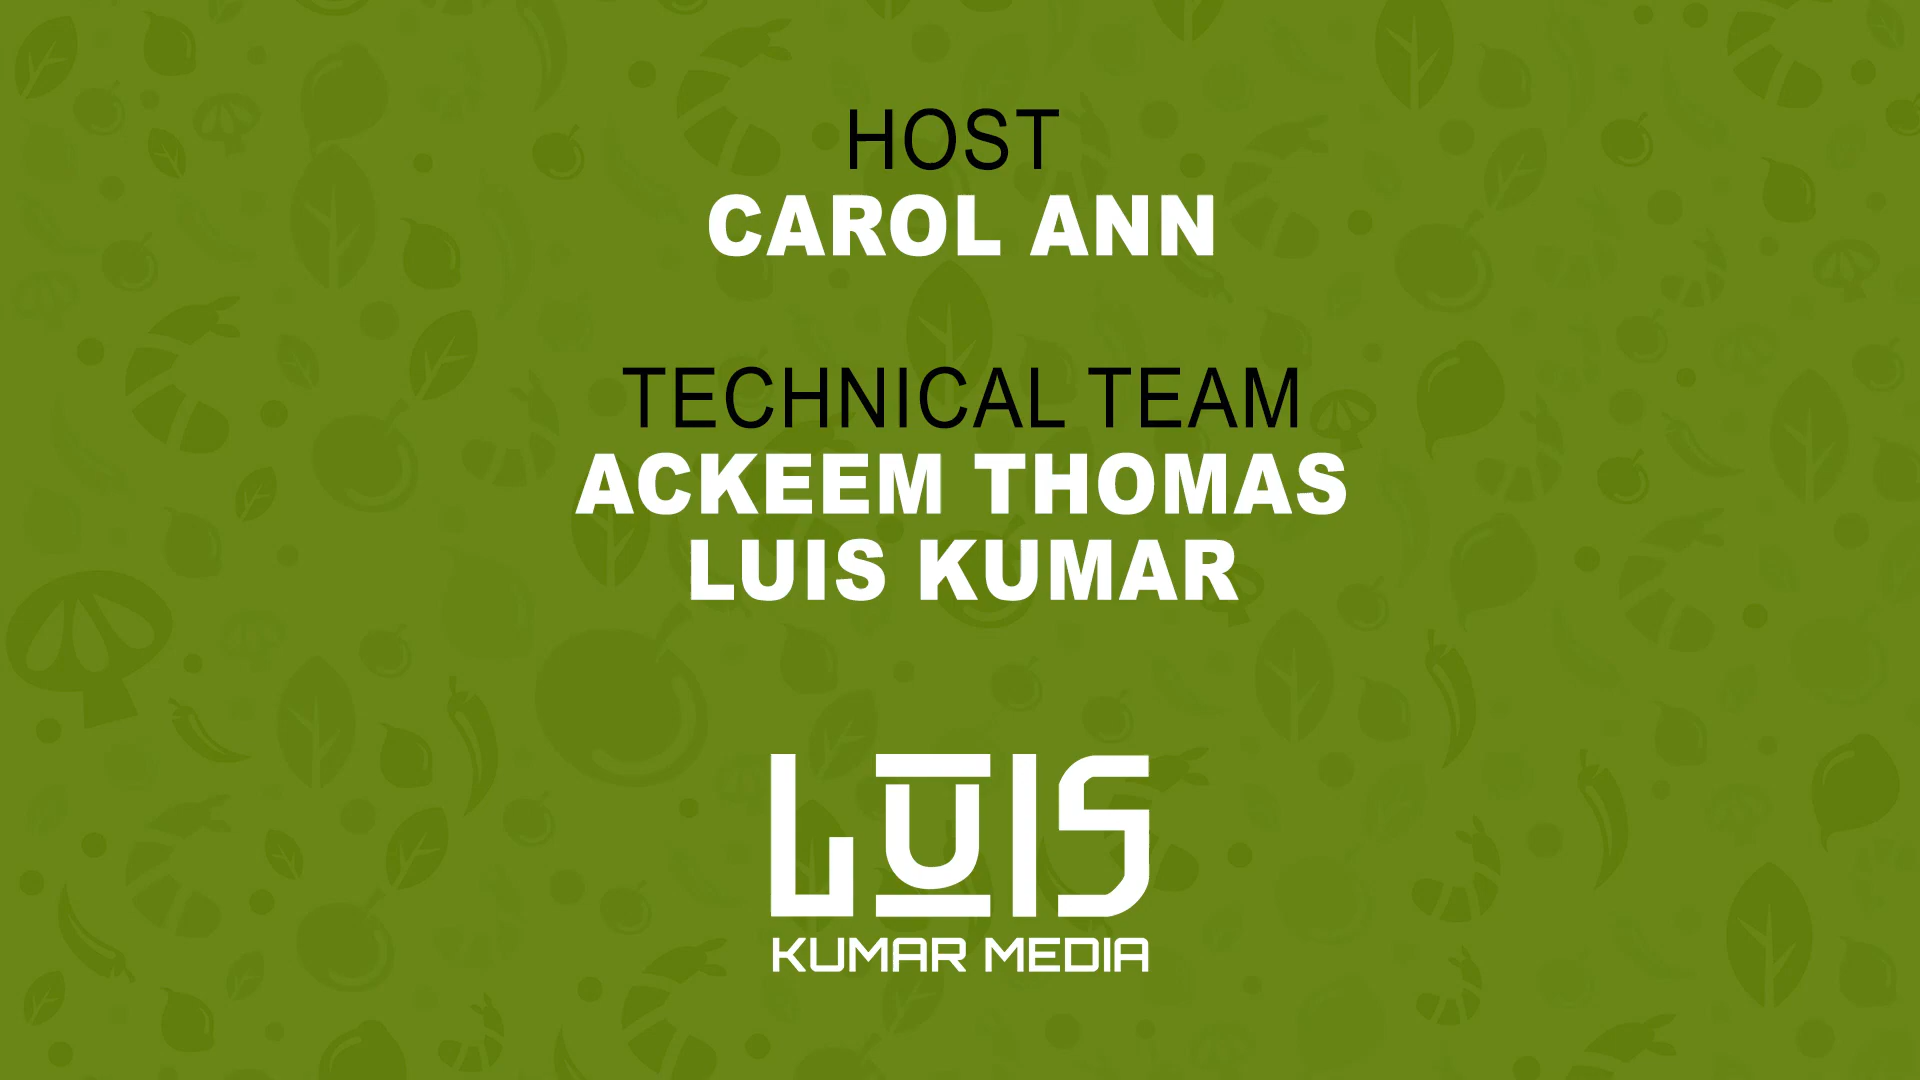 HOST
CAROL ANN
TECHNICAL TEAM
ACKEEM THOMAS
LUIS KUMAR
LUIS
KUMAR MEDIA